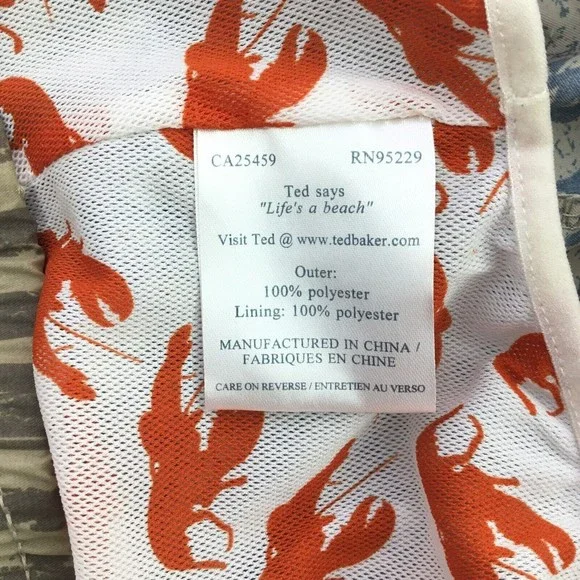 CA25459 RN95229
Ted says
"Life's a beach"
Visit Ted @ www.tedbaker.com
Outer:
100% polyester
Lining: 100% polyester
MANUFACTURED IN CHINA /
FABRIQUES EN CHINE
CARE ON REVERSE / ENTRETIEN AU VERSO